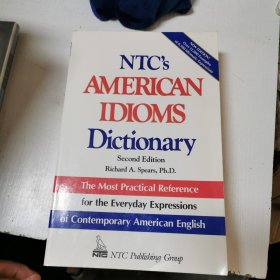 NTC's
AMERICAN
IDIOMS
Dictionary
Second Edition
Richard A. Spears, Ph.D.
The Most Practical Reference
for the Everyday Expressions
of Contemporary American English
NTC
NTC Publishing Group